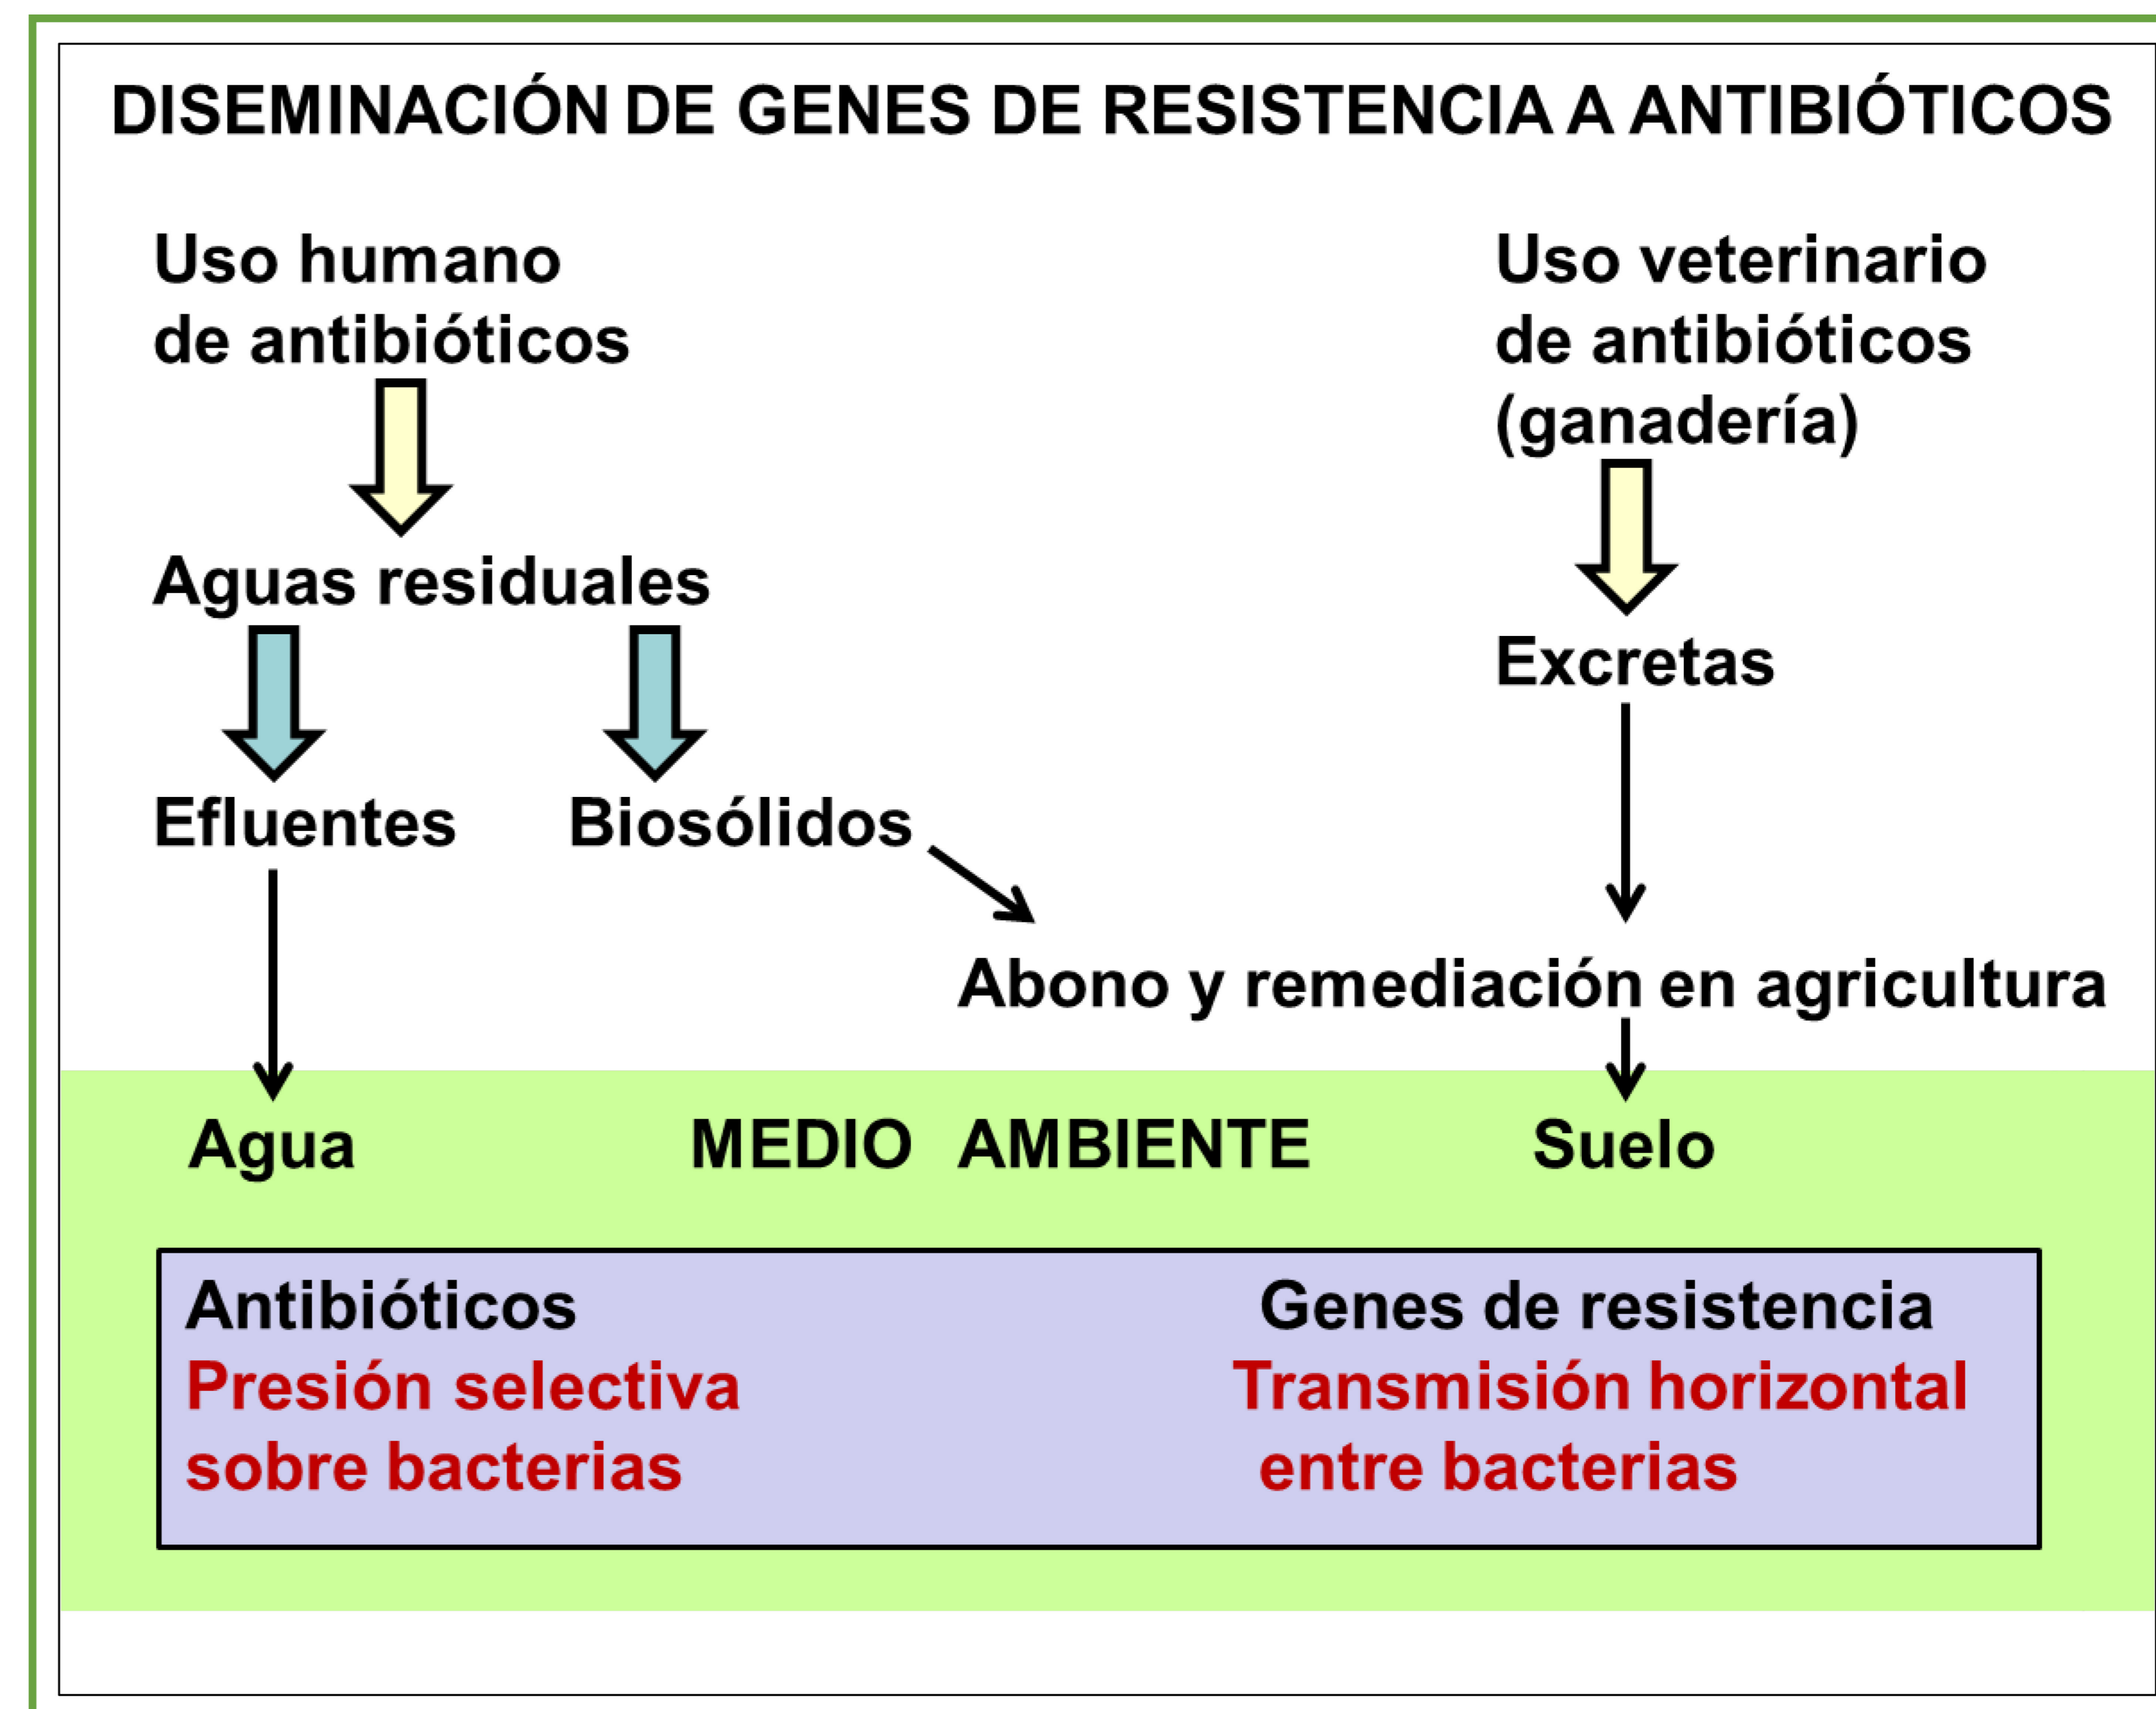 DISEMINACIÓN DE GENES DE RESISTENCIA A ANTIBIÓTICOS
Uso humano
de antibióticos
Uso veterinario
de antibióticos
(ganadería)
Aguas residuales
Excretas
Efluentes
Biosólidos
Abono y remediación en agricultura
Agua
MEDIO AMBIENTE
Suelo
Antibióticos
Presión selectiva
sobre bacterias
Genes de resistencia
Transmisión horizontal
entre bacterias